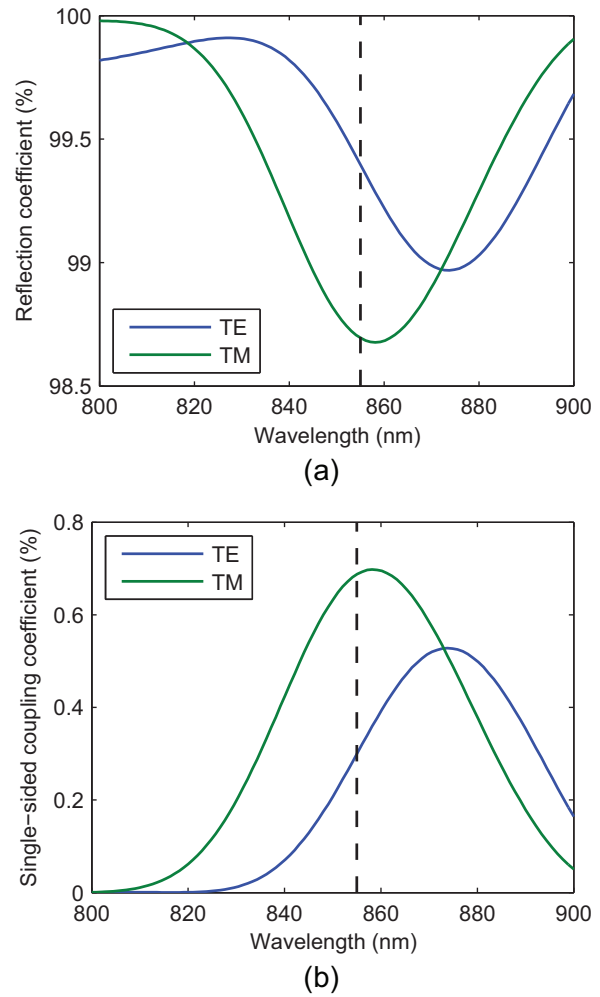 100
99.5
99
98.5
Reflection coefficient (%)
TE
TM
800 820 840 860 880 900
Wavelength (nm)
(a)
0.8
0.6
0.4
0.2
0
Single−sided coupling coefficient (%)
TE
TM
800 820 840 860 880 900
Wavelength (nm)
(b)